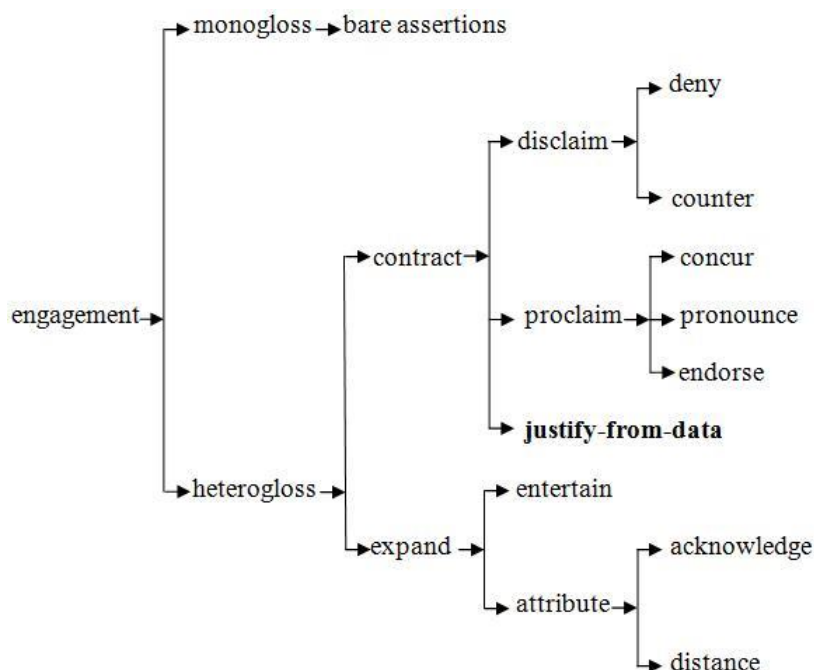 monogloss bare assertions
deny
disclaim
counter
contract
concur
engagement
proclaim pronounce
endorse
justify-from-data
heterogloss
entertain
expand
acknowledge
attribute
distance